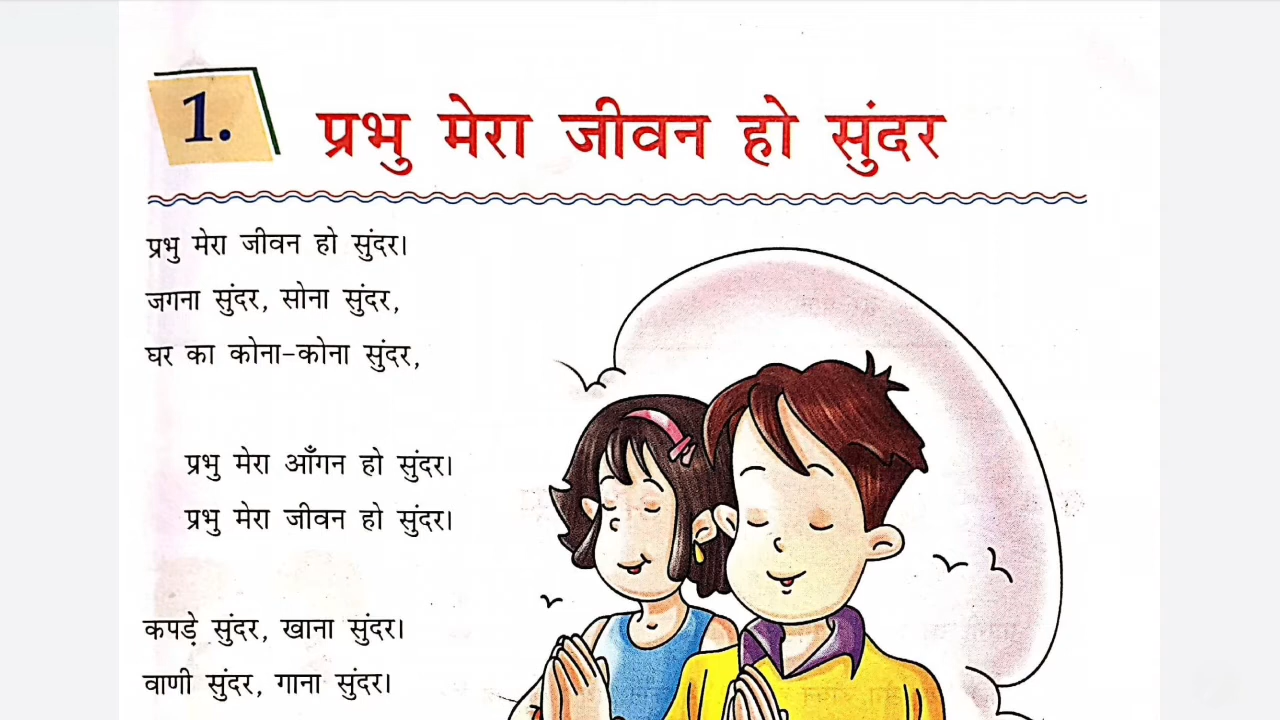 1.
प्रभु मेरा जीवन हो सुंदर
प्रभु मेरा जीवन हो सुंदर।
जगना सुंदर, सोना सुंदर,
घर का कोना-कोना सुंदर,
प्रभु मेरा आँगन हो सुंदर।
प्रभु मेरा जीवन हो सुंदर।
कपड़े सुंदर, खाना सुंदर।
वाणी सुंदर, गाना सुंदर।